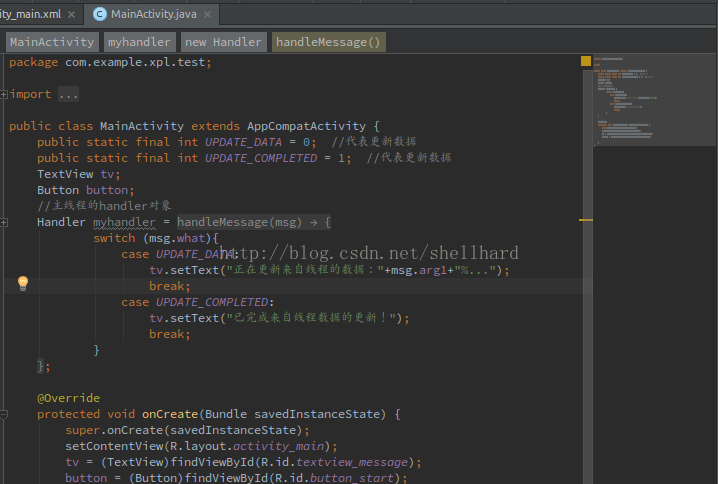 ity_main.xml × MainActivity.java ×
MainActivity myhandler new Handler handleMessage()
package com.example.xpl.test;
import ...
public class MainActivity extends AppCompatActivity {
public static final int UPDATE_DATA = 0; //代表更新数据
public static final int UPDATE_COMPLETED = 1; //代表更新数据
TextView tv;
Button button;
//主线程的handler对象
Handler myhandler = handleMessage(msg) → {
switch (msg.what){
case UPDATE_DATA:
http://blog.csdn.net/shellhard
tv.setText("正在更新来自线程的数据："+msg.arg1+"%...");
break;
case UPDATE_COMPLETED:
tv.setText("已完成来自线程数据的更新！");
break;
}
};
@Override
protected void onCreate(Bundle savedInstanceState) {
super.onCreate(savedInstanceState);
setContentView(R.layout.activity_main);
tv = (TextView)findViewById(R.id.textview_message);
button = (Button)findViewById(R.id.button_start);